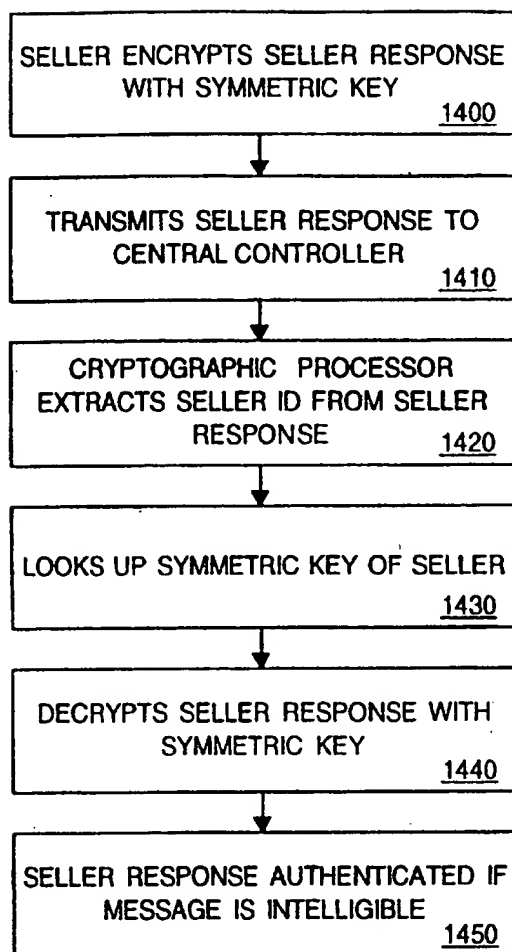 SELLER ENCRYPTS SELLER RESPONSE
WITH SYMMETRIC KEY
1400
TRANSMITS SELLER RESPONSE TO
CENTRAL CONTROLLER
1410
CRYPTOGRAPHIC PROCESSOR
EXTRACTS SELLER ID FROM SELLER
RESPONSE
1420
LOOKS UP SYMMETRIC KEY OF SELLER
1430
DECRYPTS SELLER RESPONSE WITH
SYMMETRIC KEY
1440
SELLER RESPONSE AUTHENTICATED IF
MESSAGE IS INTELLIGIBLE
1450